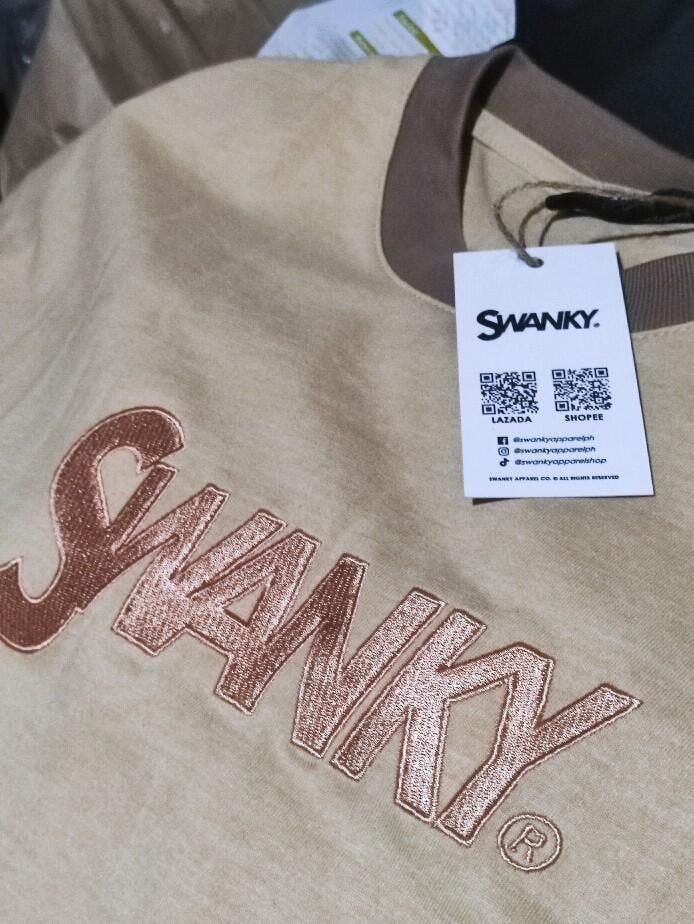 SWANKY®
LAZADA SHOPEE
@swankyapparelph
@swankyapparelph
@swankyapparelshop
SWANKY APPAREL CO. © ALL RIGHTS RESERVED
SWANKY®